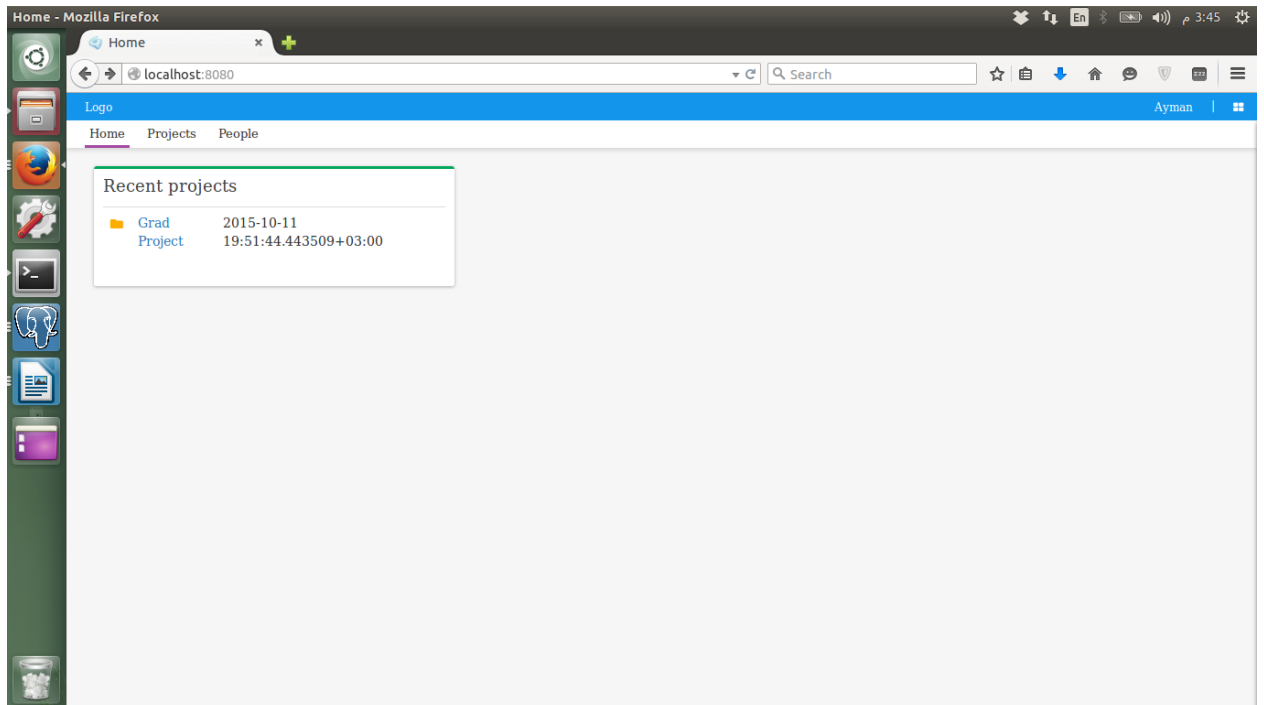 Home - Mozilla Firefox
En م 3:45
Home
localhost:8080
Search
Logo
Ayman
Home Projects People
Recent projects
Grad 2015-10-11
Project 19:51:44.443509+03:00
>_